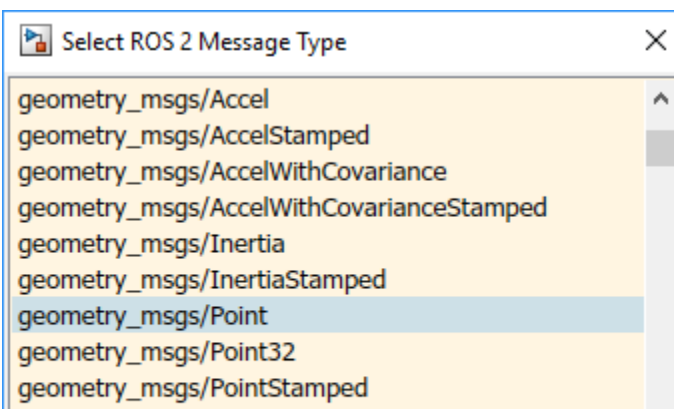 Select ROS 2 Message Type
geometry_msgs/Accel
geometry_msgs/AccelStamped
geometry_msgs/AccelWithCovariance
geometry_msgs/AccelWithCovarianceStamped
geometry_msgs/Inertia
geometry_msgs/InertiaStamped
geometry_msgs/Point
geometry_msgs/Point32
geometry_msgs/PointStamped